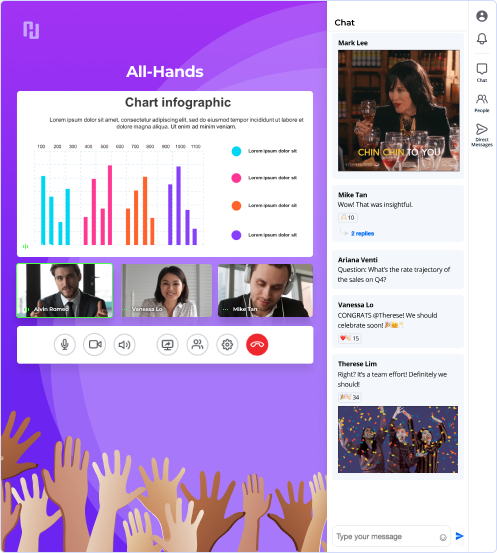 All-Hands
Chart infographic
Lorem ipsum dolor sit amet, consectetur adipiscing elit, sed do eiusmod tempor incididunt ut labore et
dolore magna aliqua. Ut enim ad minim veniam.
100 200 300 400 500 600 700 800 900 1000 1100
Lorem ipsum dolor sit
Lorem ipsum dolor sit
Lorem ipsum dolor sit
Lorem ipsum dolor sit
Alvin Romed
Vanessa Lo
Mike Tan
Chat
Mark Lee
CHIN CHIN TO YOU
Mike Tan
Wow! That was insightful.
10
2 replies
Ariana Venti
Question: What's the rate trajectory of
the sales on Q4?
Vanessa Lo
CONGRATS @Therese! We should
celebrate soon! 🎉😊🥂
15
Therese Lim
Right? It's a team effort! Definitely we
should!
34
Type your message
Chat
People
Direct
Messages